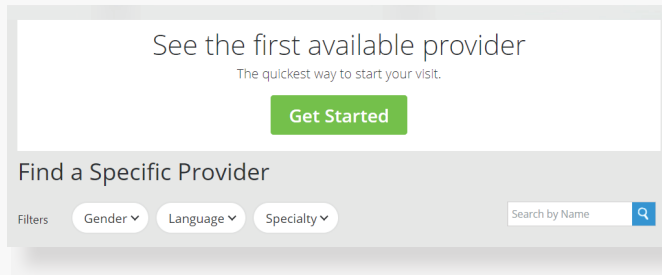 See the first available provider
The quickest way to start your visit.
Get Started
Find a Specific Provider
Filters Gender Language Specialty Search by Name